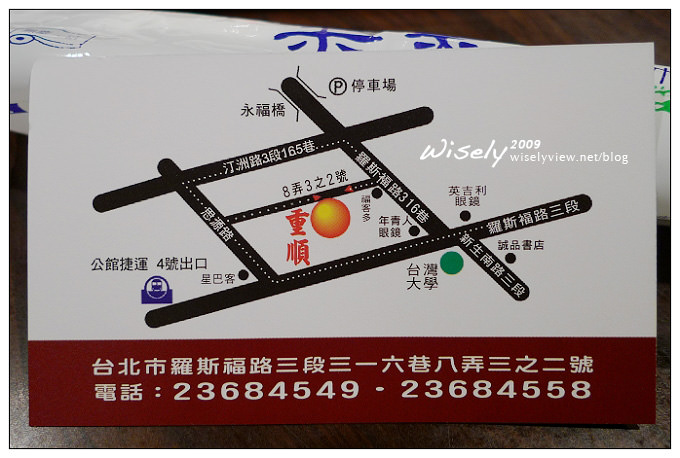 停車場
永福橋
汀洲路3段165巷
Wisely 2009
wiselyview.net/blog
羅斯福路316巷
8弄3之2號
福客多
英吉利
眼鏡
思源路
重順
年青人
眼鏡
羅斯福路三段
新生南路三段
誠品書店
公館捷運 4號出口
星巴客
台灣
大學
台北市羅斯福路三段三一六巷八弄三之二號
電話：23684549・23684558